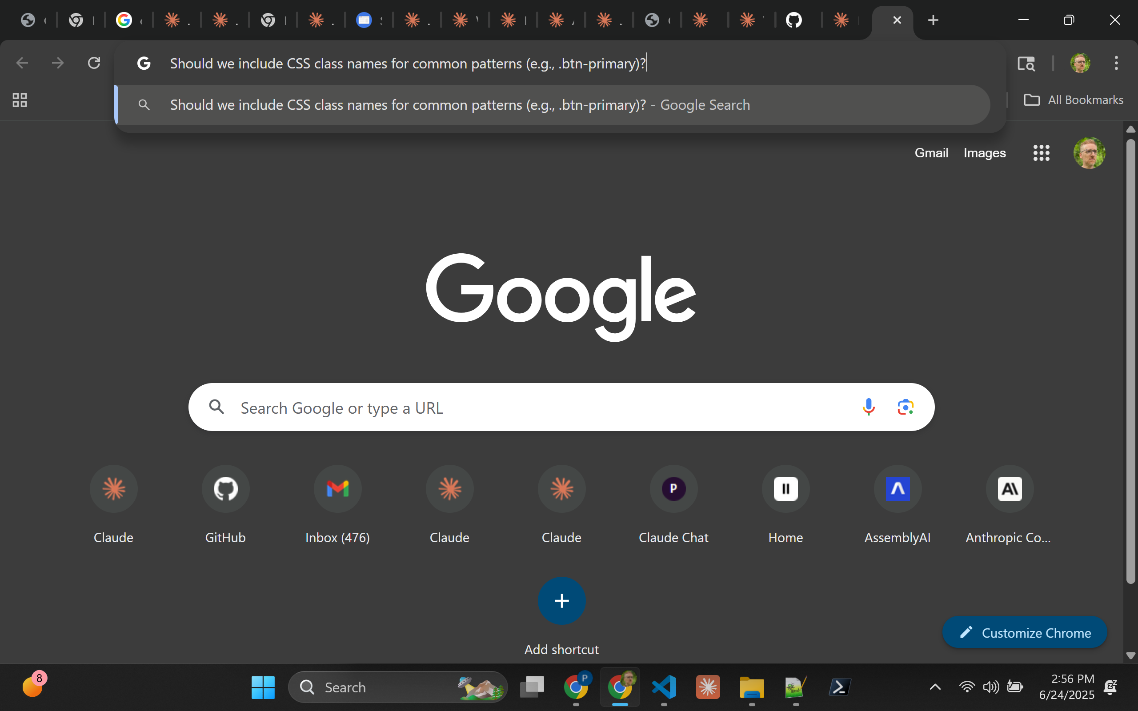 Should we include CSS class names for common patterns (e.g., .btn-primary)?
Should we include CSS class names for common patterns (e.g., .btn-primary)? - Google Search
All Bookmarks
Gmail
Images
Google
Search Google or type a URL
Claude
GitHub
Inbox (476)
Claude
Claude
Claude Chat
Home
AssemblyAI
Anthropic Co...
Add shortcut
Customize Chrome
8
Search
2:56 PM
6/24/2025